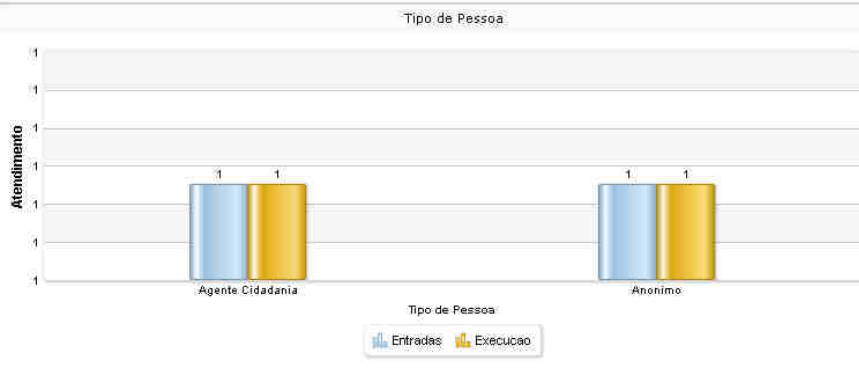 Tipo de Pessoa
1
1
1
1
1
1
1
Atendimento
1 1 1 1
Agente Cidadania Anonimo
Tipo de Pessoa
Entradas Execucao